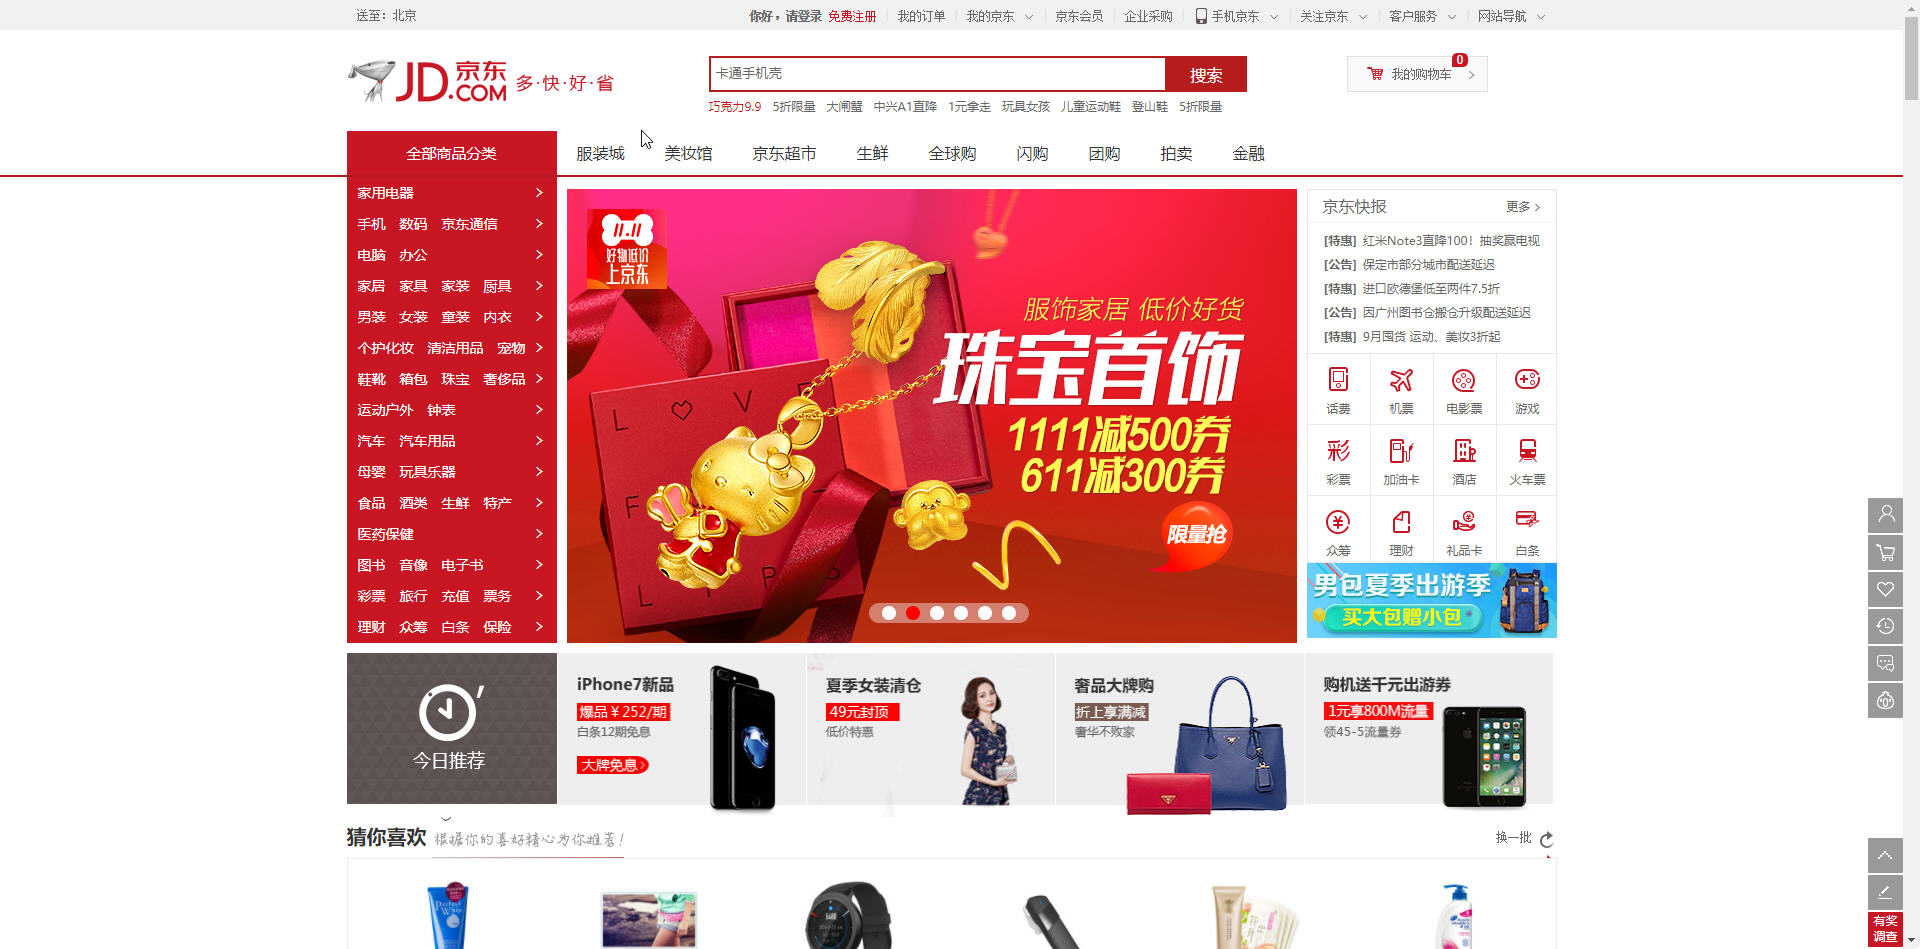 送至：北京
你好，请登录 免费注册 我的订单 我的京东 京东会员 企业采购 手机京东 关注京东 客户服务 网站导航
JD.COM 京东 多·快·好·省
卡通手机壳 搜索
我的购物车 0
巧克力9.9 5折限量 大闸蟹 中兴A1直降 1元拿走 玩具女孩 儿童运动鞋 登山鞋 5折限量
全部商品分类 服装城 美妆馆 京东超市 生鲜 全球购 闪购 团购 拍卖 金融
家用电器
手机 数码 京东通信
电脑 办公
家居 家具 家装 厨具
男装 女装 童装 内衣
个护化妆 清洁用品 宠物
鞋靴 箱包 珠宝 奢侈品
运动户外 钟表
汽车 汽车用品
母婴 玩具乐器
食品 酒类 生鲜 特产
医药保健
图书 音像 电子书
彩票 旅行 充值 票务
理财 众筹 白条 保险
11.11
好物低价
上京东
服饰家居 低价好货
珠宝首饰
1111减500券
611减300券
限量抢
L V E
L
F
L I P S
京东快报 更多
[特惠] 红米Note3直降100！抽奖赢电视
[公告] 保定市部分城市配送延迟
[特惠] 进口欧德堡低至两件7.5折
[公告] 因广州图书仓搬仓升级配送延迟
[特惠] 9月囤货 运动、美妆3折起
话费 机票 电影票 游戏
彩
彩票 加油卡 酒店 火车票
众筹 理财 礼品卡 白条
男包夏季出游季
买大包赠小包
今日推荐
iPhone7新品
爆品￥252/期
白条12期免息
大牌免息
夏季女装清仓
49元封顶
低价特惠
奢品大牌购
折上享满减
奢华不败家
购机送千元出游券
1元享800M流量
领45-5流量券
猜你喜欢 根据你的喜好精心为你推荐！
换一批
Perfect
Whip
有奖
调查